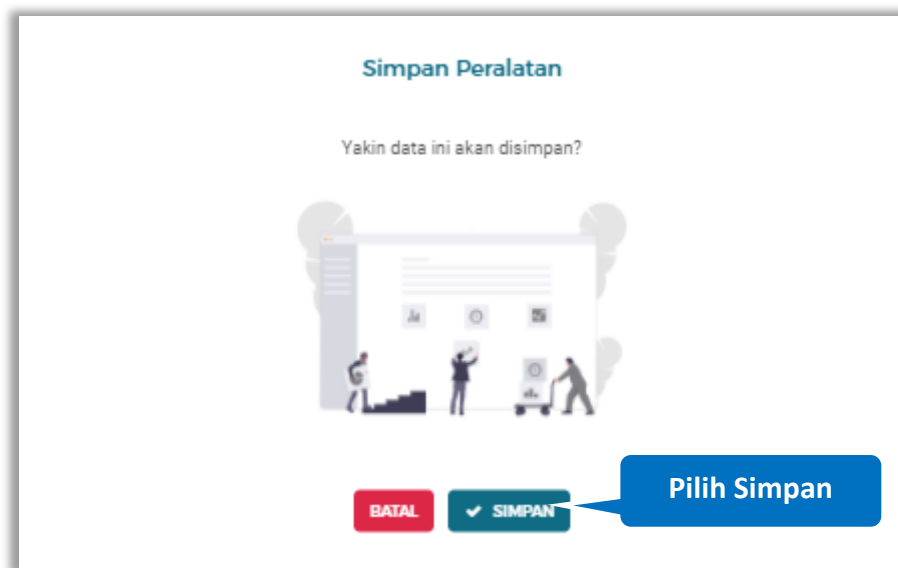 Simpan Peralatan
Yakin data ini akan disimpan?
BATAL
SIMPAN
Pilih Simpan